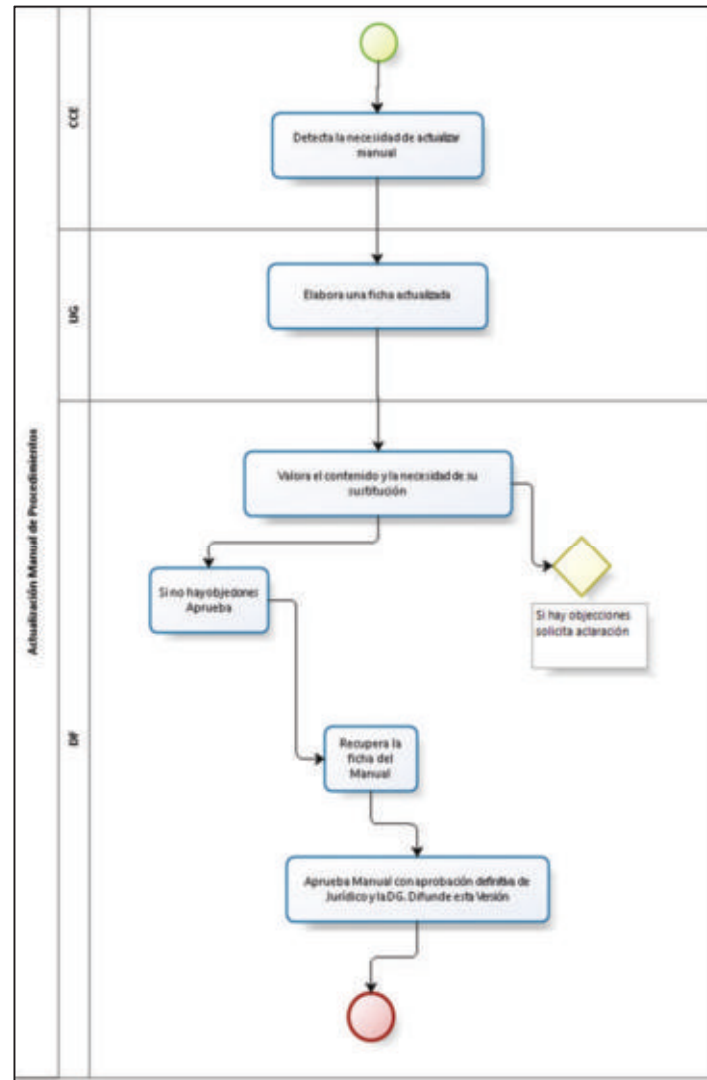 Actualización Manual de Procedimientos
CCE
Detecta la necesidad de actualizar
manual
UG
Elabora una ficha actualizada
DF
Valora el contenido y la necesidad de su
sustitución
Si no hay objeciones
Aprueba
Si hay objecciones
solicita aclaración
Recupera la
ficha del
Manual
Aprueba Manual con aprobación definitiva de
Jurídico y la DG. Difunde esta Versión